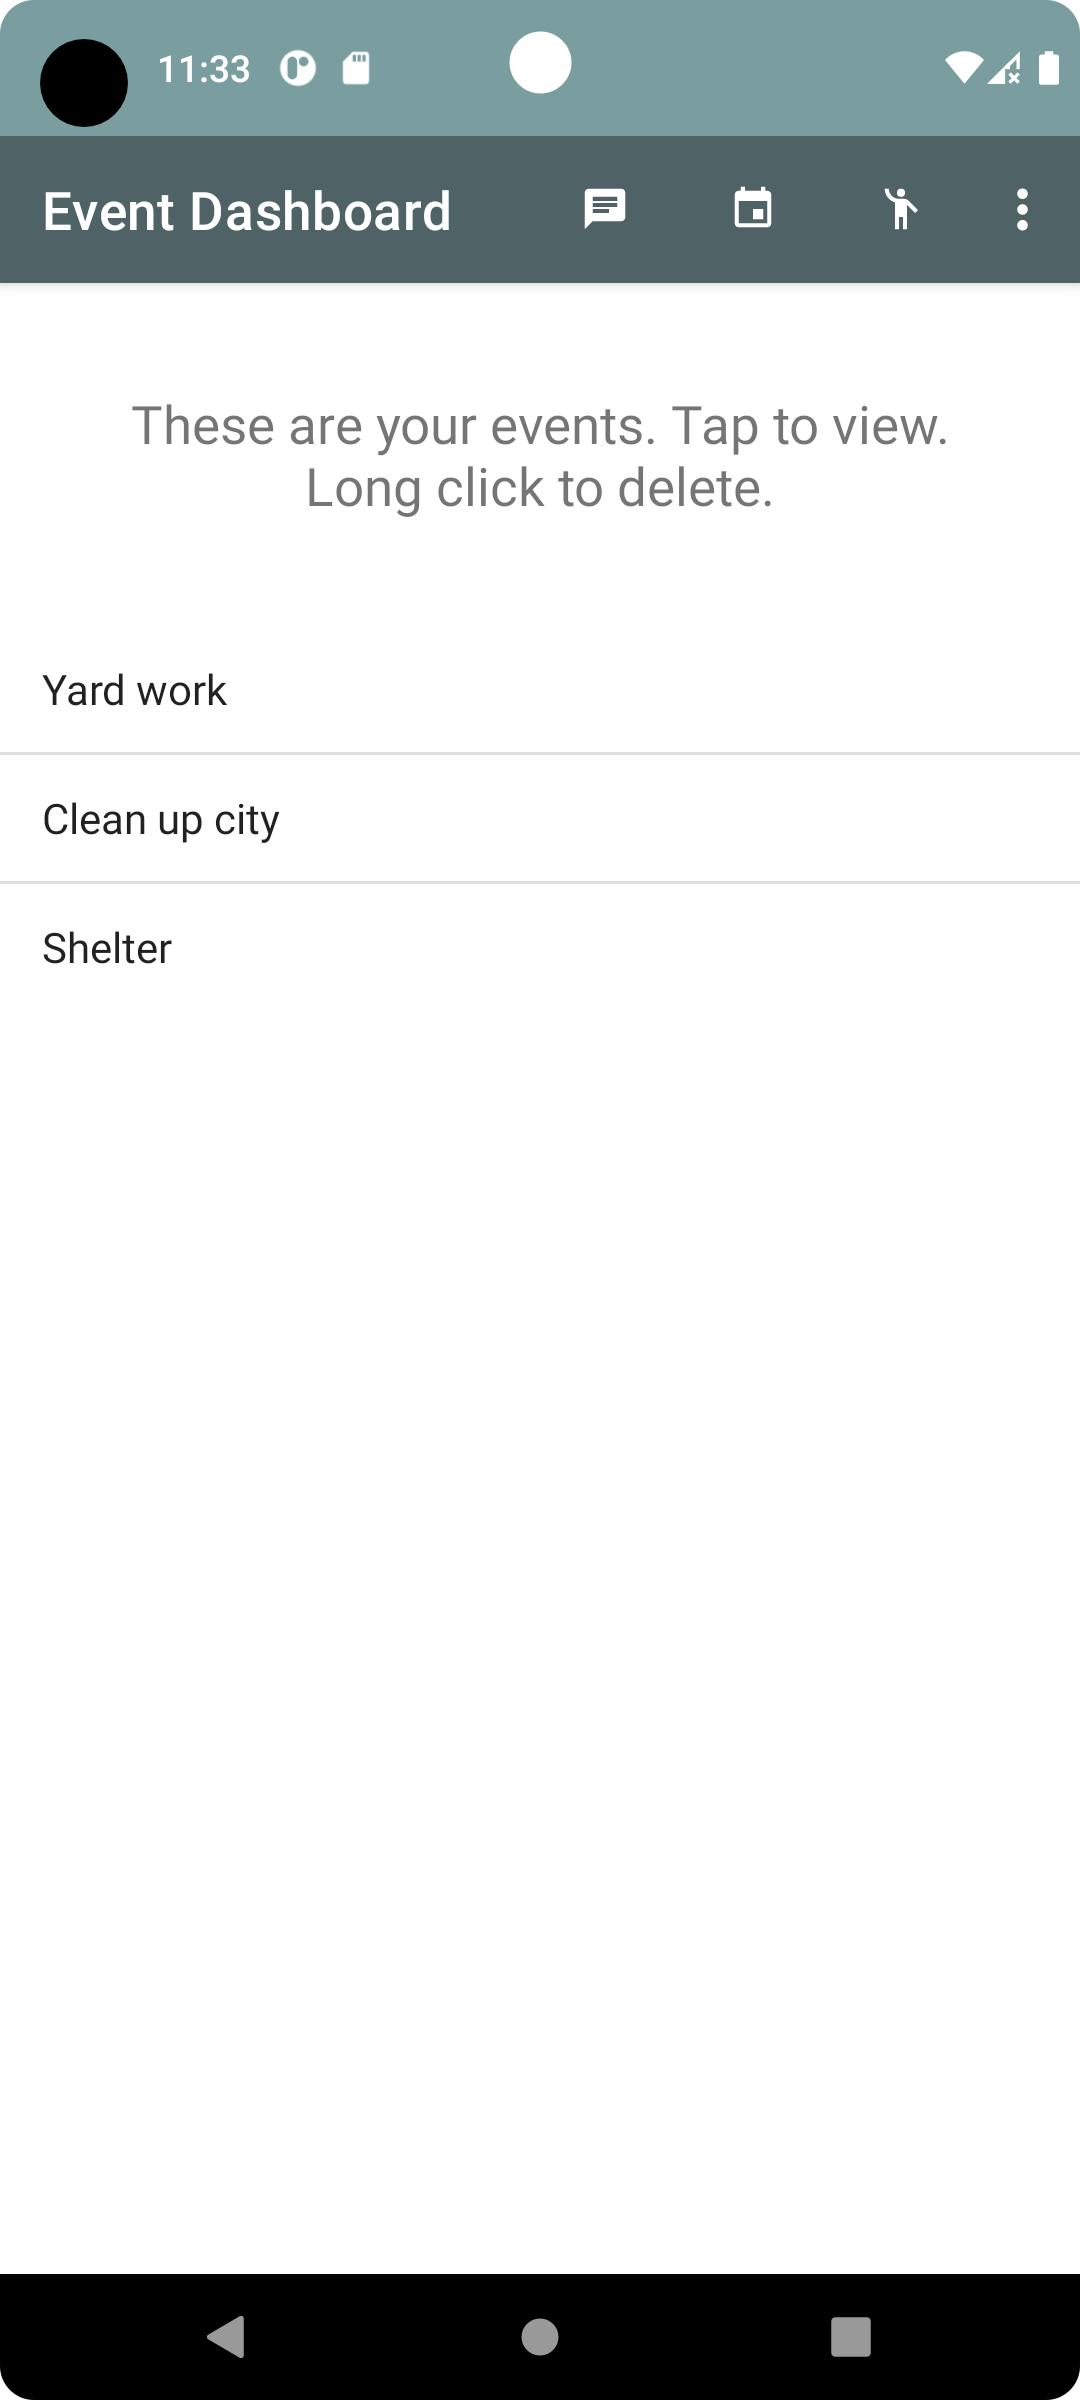 11:33
Event Dashboard
These are your events. Tap to view.
Long click to delete.
Yard work
Clean up city
Shelter